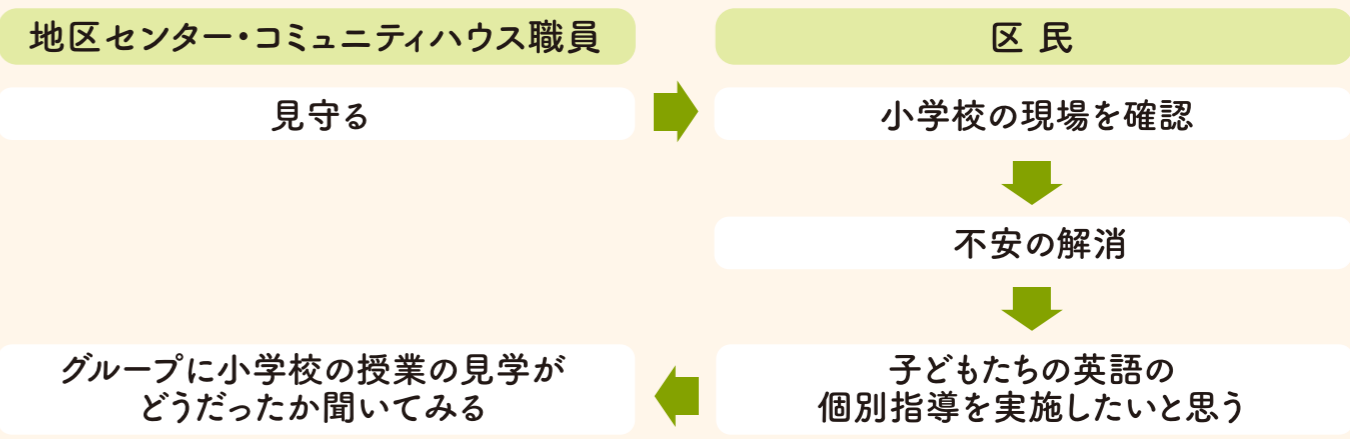 地区センター・コミュニティハウス職員
区 民
見守る
小学校の現場を確認
不安の解消
子どもたちの英語の
個別指導を実施したいと思う
グループに小学校の授業の見学が
どうだったか聞いてみる